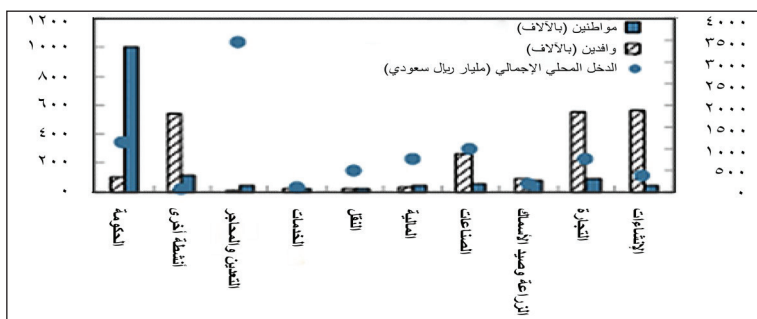 مواطنين (بالآلاف)
وافدين (بالآلاف)
الدخل المحلي الإجمالي (مليار ريال سعودي)
٤٠٠٠
٣٥٠٠
٣٠٠٠
٢٥٠٠
٢٠٠٠
١٥٠٠
١٠٠٠
٥٠٠
٠
١٢٠٠
١٠٠٠
٨٠٠
٦٠٠
٤٠٠
٢٠٠
٠
الإنشاءات
التجارة
الزراعة وصيد الأسماك
الصناعات
المالية
النقل
الخدمات
التعدين والمحاجر
أنشطة أخرى
الحكومة